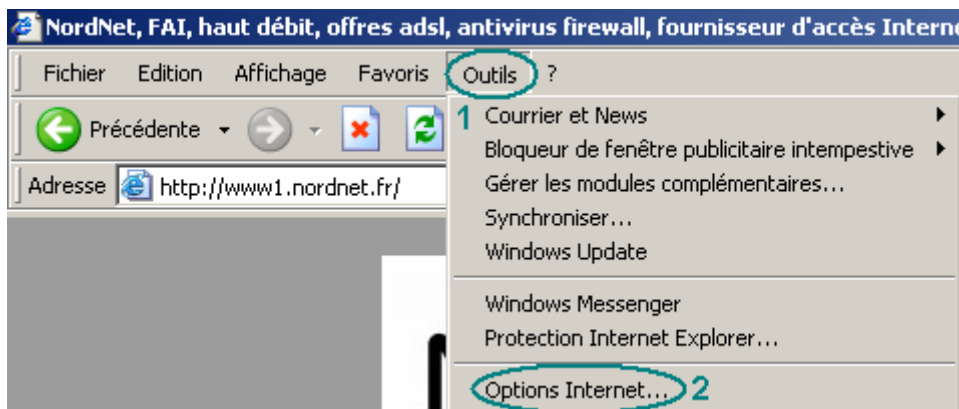 NordNet, FAI, haut débit, offres adsl, antivirus firewall, fournisseur d'accès Interne
Fichier Edition Affichage Favoris Outils ?
Précédente
1 Courrier et News
Bloqueur de fenêtre publicitaire intempestive
Adresse http://www1.nordnet.fr/
Gérer les modules complémentaires...
Synchroniser...
Windows Update
Windows Messenger
Protection Internet Explorer...
Options Internet... 2